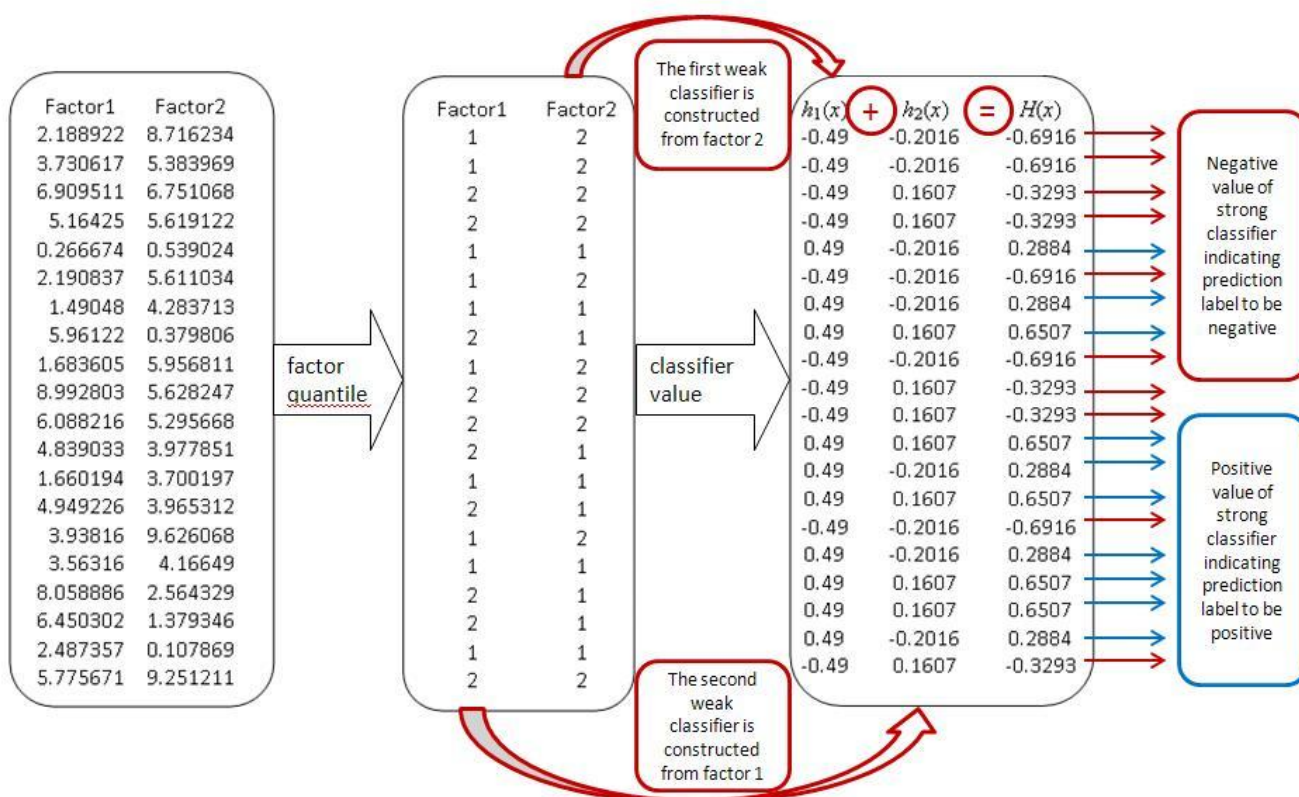 The first weak
classifier is
constructed
from factor 2
Factor1 Factor2
2.188922 8.716234
3.730617 5.383969
6.909511 6.751068
5.16425 5.619122
0.266674 0.539024
2.190837 5.611034
1.49048 4.283713
5.96122 0.379806
1.683605 5.956811
8.992803 5.628247
6.088216 5.295668
4.839033 3.977851
1.660194 3.700197
4.949226 3.965312
3.93816 9.626068
3.56316 4.16649
8.058886 2.564329
6.450302 1.379346
2.487357 0.107869
5.775671 9.251211
factor
quantile
Factor1 Factor2
1 2
1 2
2 2
2 2
1 1
1 2
1 1
2 1
1 2
2 2
2 2
2 1
1 1
2 1
1 2
1 1
2 1
2 1
1 1
2 2
classifier
value
h₁(x) + h₂(x) = H(x)
-0.49 -0.2016 -0.6916
-0.49 -0.2016 -0.6916
-0.49 0.1607 -0.3293
-0.49 0.1607 -0.3293
0.49 -0.2016 0.2884
-0.49 -0.2016 -0.6916
0.49 -0.2016 0.2884
0.49 0.1607 0.6507
-0.49 -0.2016 -0.6916
-0.49 0.1607 -0.3293
-0.49 0.1607 -0.3293
0.49 0.1607 0.6507
0.49 -0.2016 0.2884
0.49 0.1607 0.6507
-0.49 -0.2016 -0.6916
0.49 -0.2016 0.2884
0.49 0.1607 0.6507
0.49 0.1607 0.6507
0.49 -0.2016 0.2884
-0.49 0.1607 -0.3293
Negative
value of
strong
classifier
indicating
prediction
label to be
negative
Positive
value of
strong
classifier
indicating
prediction
label to be
positive
The second
weak
classifier is
constructed
from factor 1